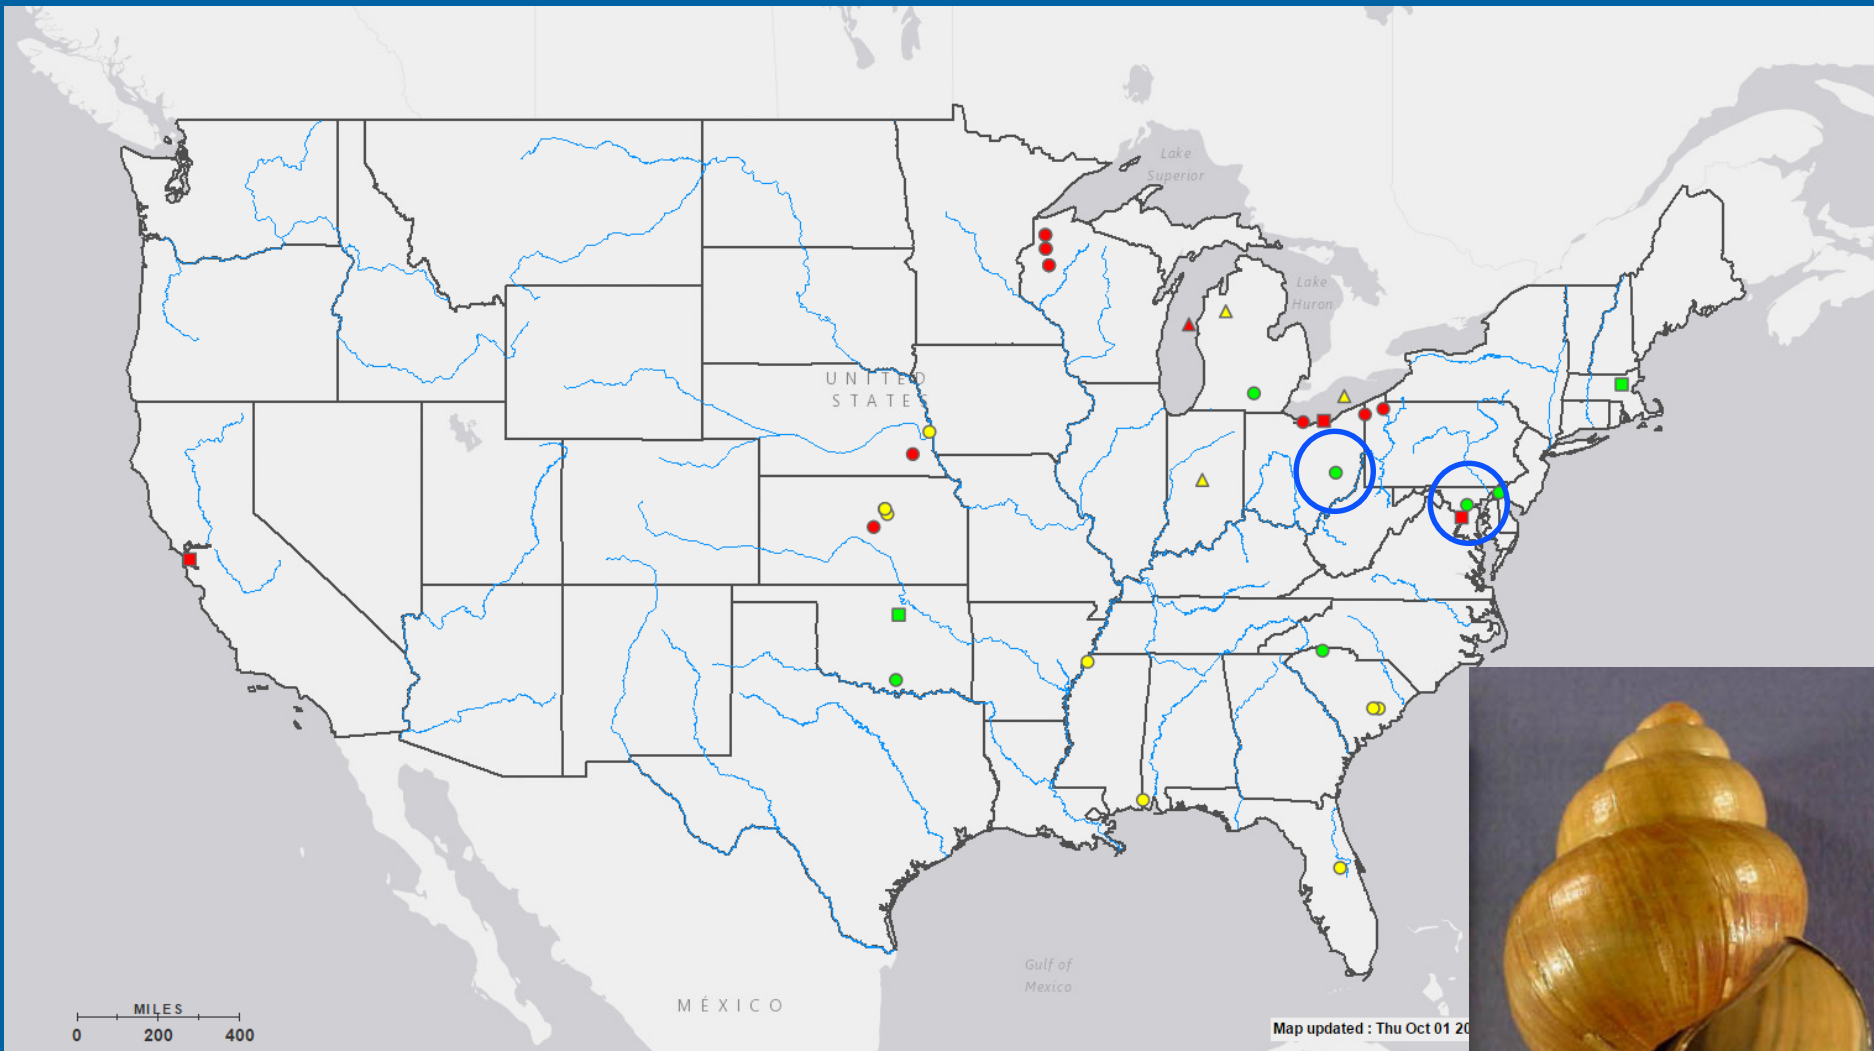 Lake
Superior
Lake
Huron
UNITED
STATES
Gulf of
Mexico
MÉXICO
MILES
0 200 400
Map updated : Thu Oct 01 20